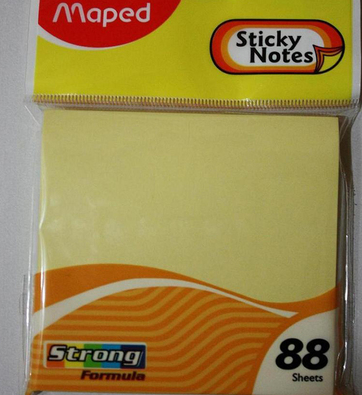 Maped
Sticky
Notes
Strong
Formula
88
Sheets